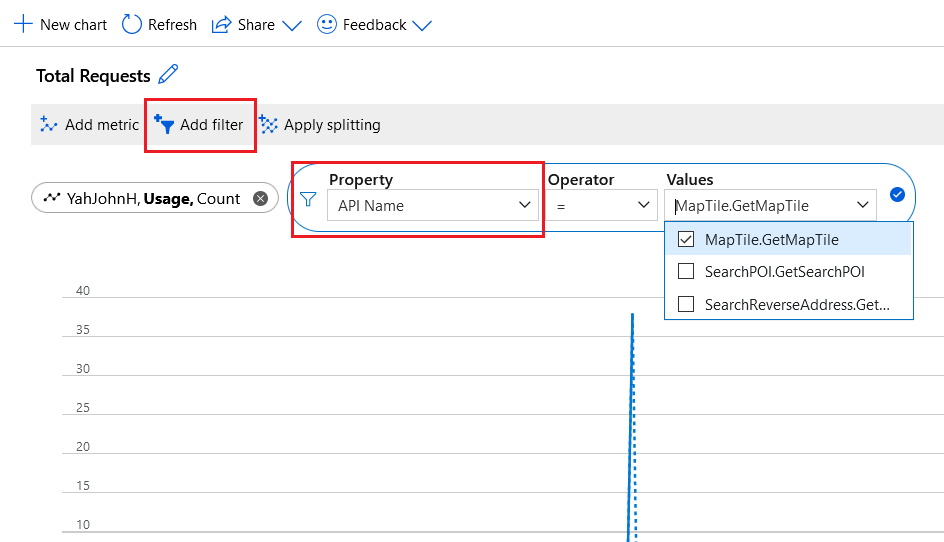 New chart Refresh Share Feedback
Total Requests
Add metric Add filter Apply splitting
Property Operator Values
YahJohnH, Usage, Count API Name = MapTile.GetMapTile
MapTile.GetMapTile
SearchPOI.GetSearchPOI
SearchReverseAddress.Get...
40
35
30
25
20
15
10